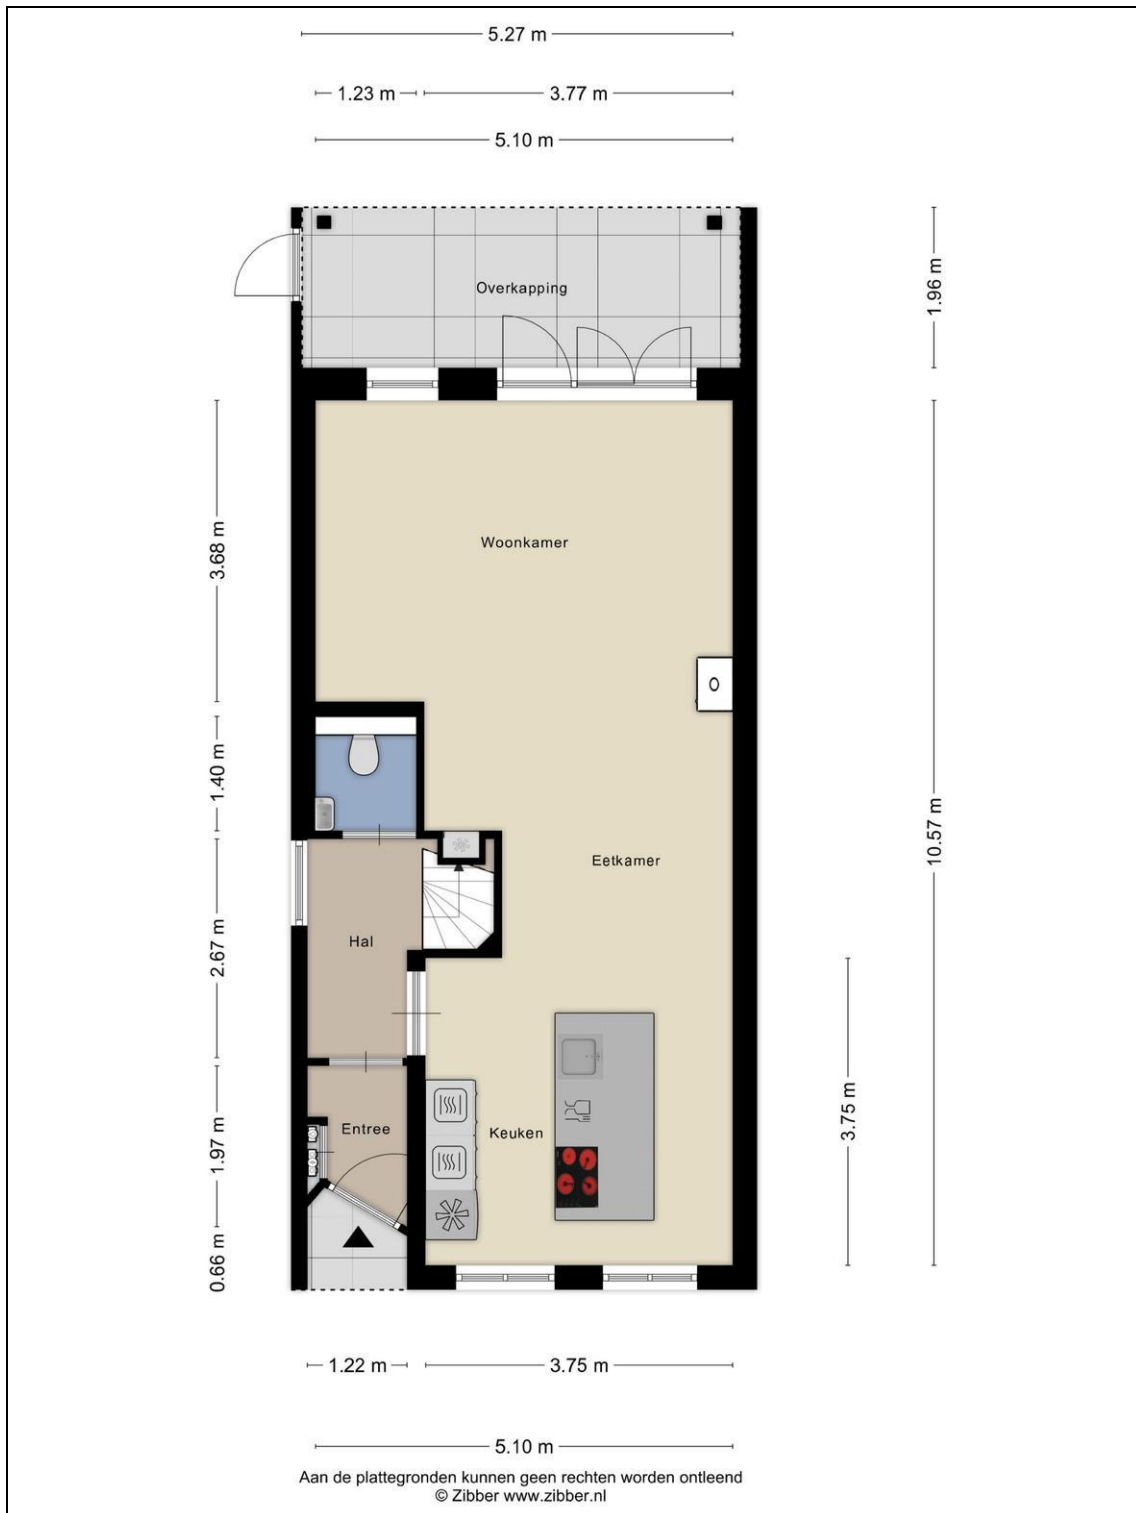 5.27 m
1.23 m 3.77 m
5.10 m
1.96 m
Overkapping
3.68 m
Woonkamer
1.40 m
10.57 m
Eetkamer
2.67 m
Hal
3.75 m
1.97 m
Entree
Keuken
0.66 m
1.22 m 3.75 m
5.10 m
Aan de plattegronden kunnen geen rechten worden ontleend
© Zibber www.zibber.nl